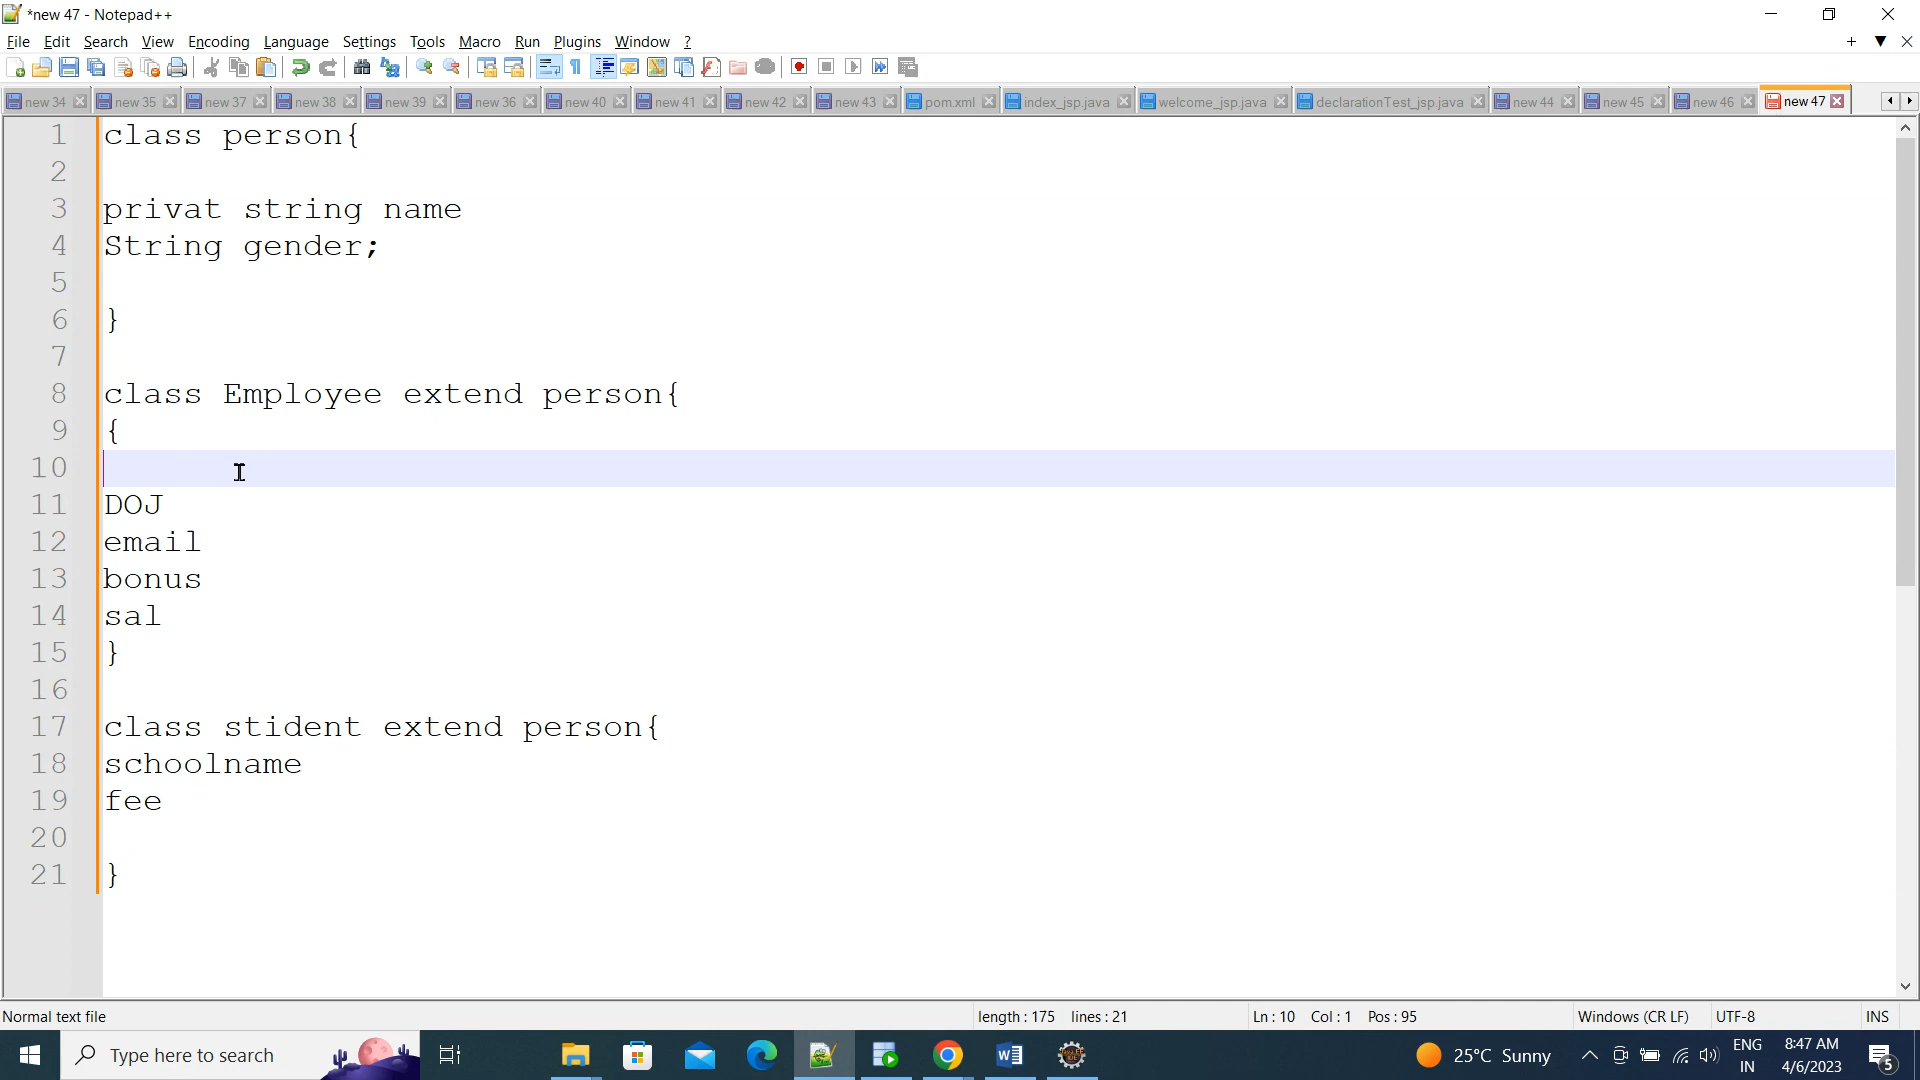 *new 47 - Notepad++
File Edit Search View Encoding Language Settings Tools Macro Run Plugins Window ?
new 34 new 35 new 37 new 38 new 39 new 36 new 40 new 41 new 42 new 43 pom.xml index_jsp.java welcome_jsp.java declarationTest_jsp.java new 44 new 45 new 46 new 47
1 class person{
2
3 privat string name
4 String gender;
5
6 }
7
8 class Employee extend person{
9 {
10
11 DOJ
12 email
13 bonus
14 sal
15 }
16
17 class stident extend person{
18 schoolname
19 fee
20
21 }
Normal text file length : 175 lines : 21 Ln : 10 Col : 1 Pos : 95 Windows (CR LF) UTF-8 INS
Type here to search 25°C Sunny ENG IN 8:47 AM 4/6/2023 5